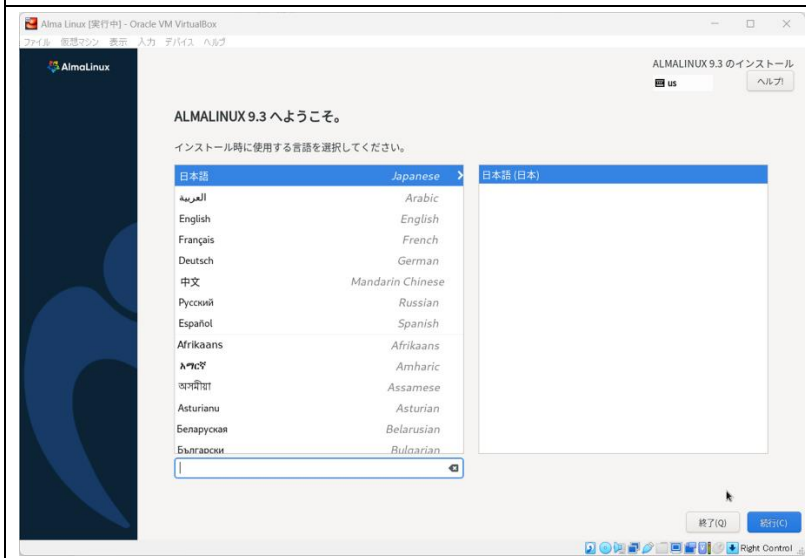 Alma Linux [実行中] - Oracle VM VirtualBox
ファイル 仮想マシン 表示 入力 デバイス ヘルプ
AlmaLinux
ALMALINUX 9.3 のインストール
us
ヘルプ!
ALMALINUX 9.3 へようこそ。
インストール時に使用する言語を選択してください。
日本語 Japanese
日本語 (日本)
العربية Arabic
English English
Français French
Deutsch German
中文 Mandarin Chinese
Русский Russian
Español Spanish
Afrikaans Afrikaans
አማርኛ Amharic
অসমীয়া Assamese
Asturianu Asturian
Беларуская Belarusian
Български Bulgarian
終了(Q)
続行(C)
Right Control